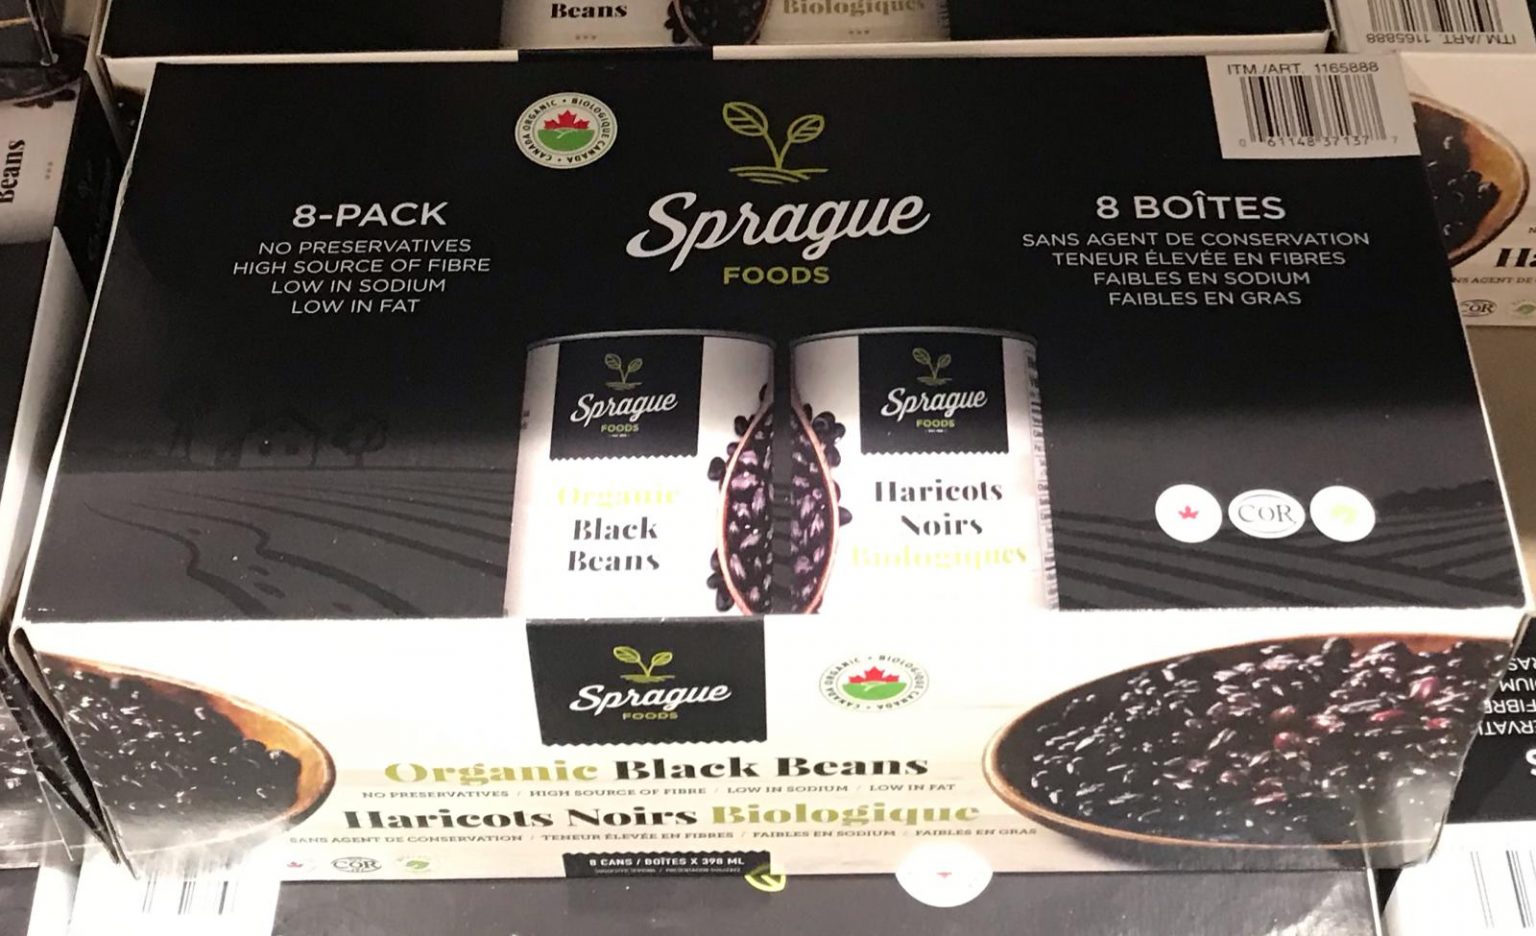 Beans
Biologiques
ITM./ART. 1165888
ITM./ART. 1165888
0 61148 37137 7
CANADA ORGANIC • BIOLOGIQUE CANADA
Sprague
FOODS
8-PACK
NO PRESERVATIVES
HIGH SOURCE OF FIBRE
LOW IN SODIUM
LOW IN FAT
8 BOÎTES
SANS AGENT DE CONSERVATION
TENEUR ÉLEVÉE EN FIBRES
FAIBLES EN SODIUM
FAIBLES EN GRAS
Beans
Sprague
FOODS
Organic
Black
Beans
Sprague
FOODS
Haricots
Noirs
Biologiques
COR
COR
Sprague
FOODS
CANADA ORGANIC • BIOLOGIQUE CANADA
Organic Black Beans
NO PRESERVATIVES / HIGH SOURCE OF FIBRE / LOW IN SODIUM / LOW IN FAT
Haricots Noirs Biologique
SANS AGENT DE CONSERVATION / TENEUR ÉLEVÉE EN FIBRES / FAIBLES EN SODIUM / FAIBLES EN GRAS
COR
8 CANS / BOÎTES X 398 ML